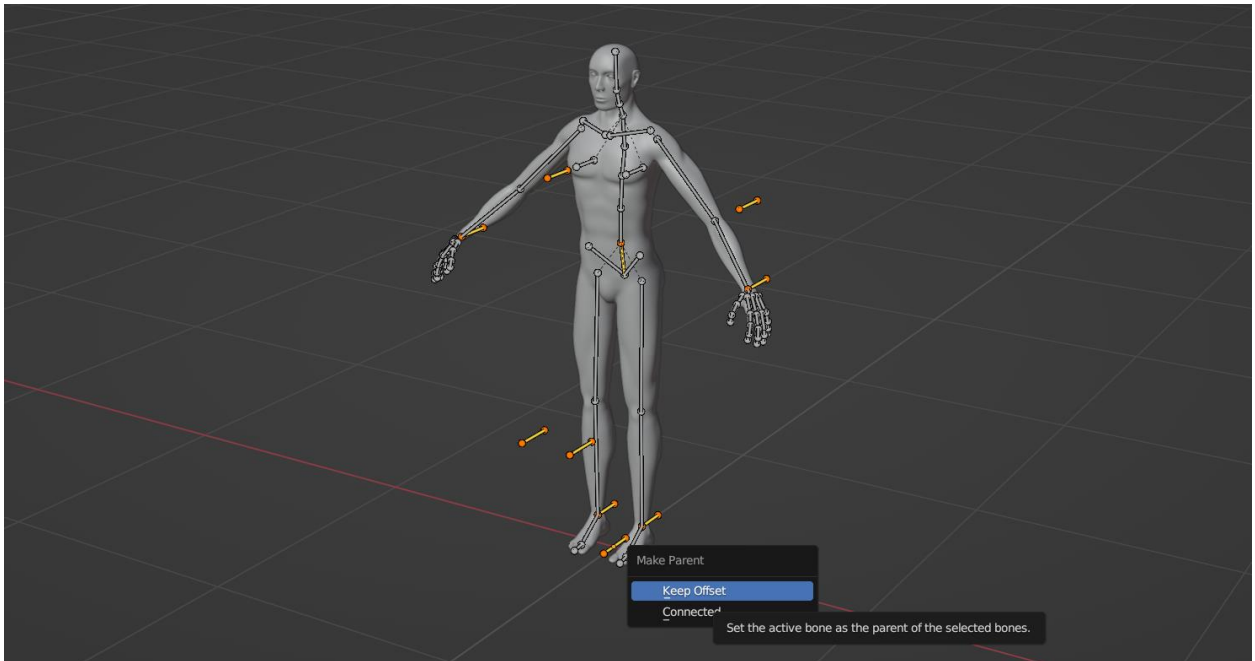 Make Parent
Keep Offset
Connected
Set the active bone as the parent of the selected bones.